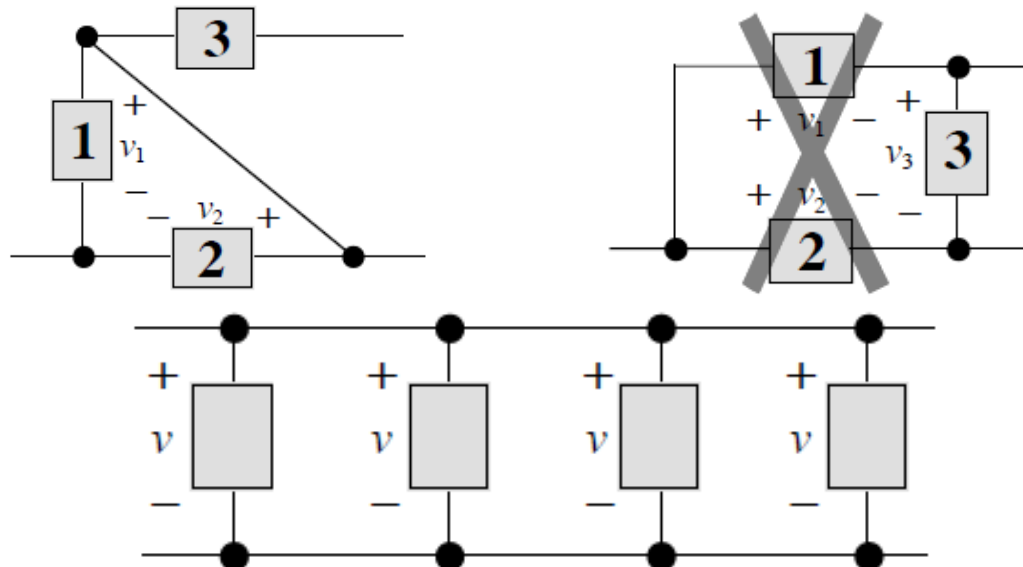 3
1
+
v₁
−
− v₂ +
2
1
+ v₁ −
+ v₂ −
2
+
v₃
−
3
+ + + +
v v v v
− − − −